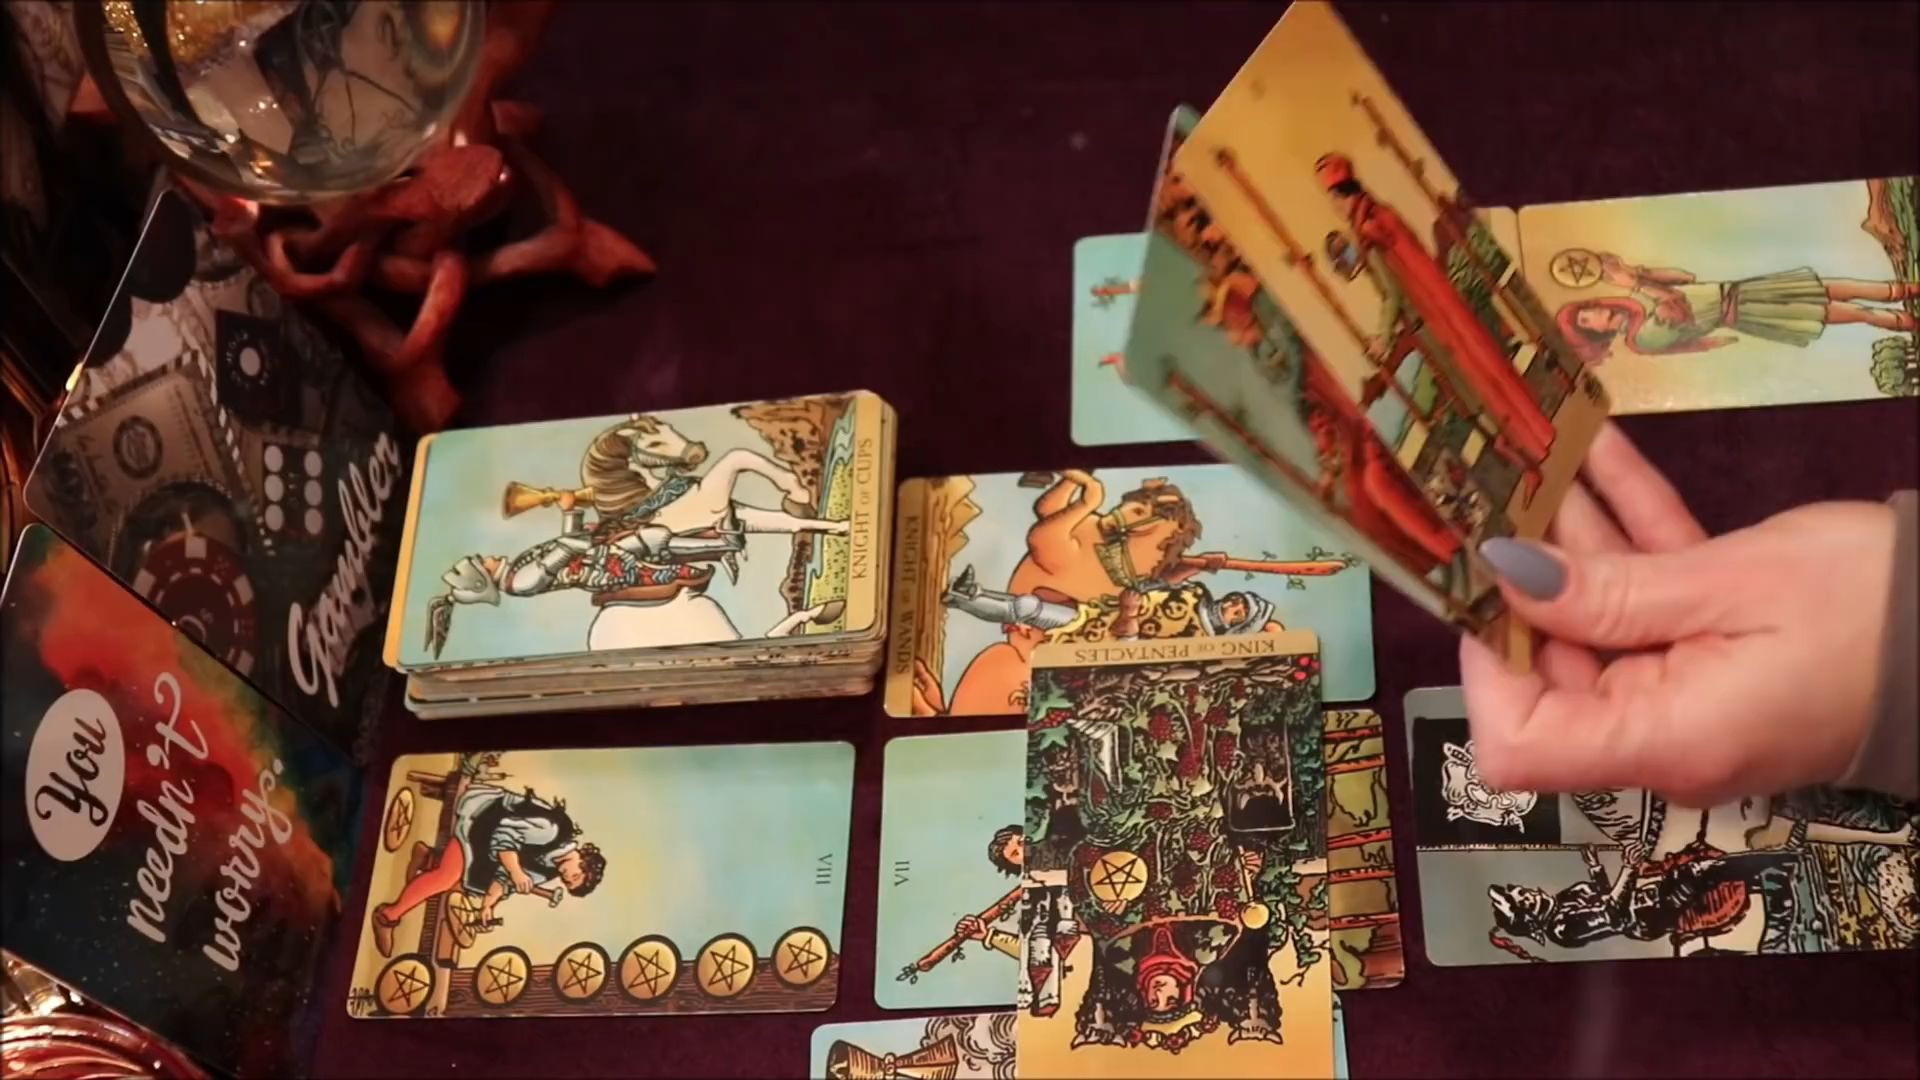 Gambler
You
needn't
worry.
KNIGHT OF CUPS
KNIGHT OF WANDS
KING OF PENTACLES
VIII
VII